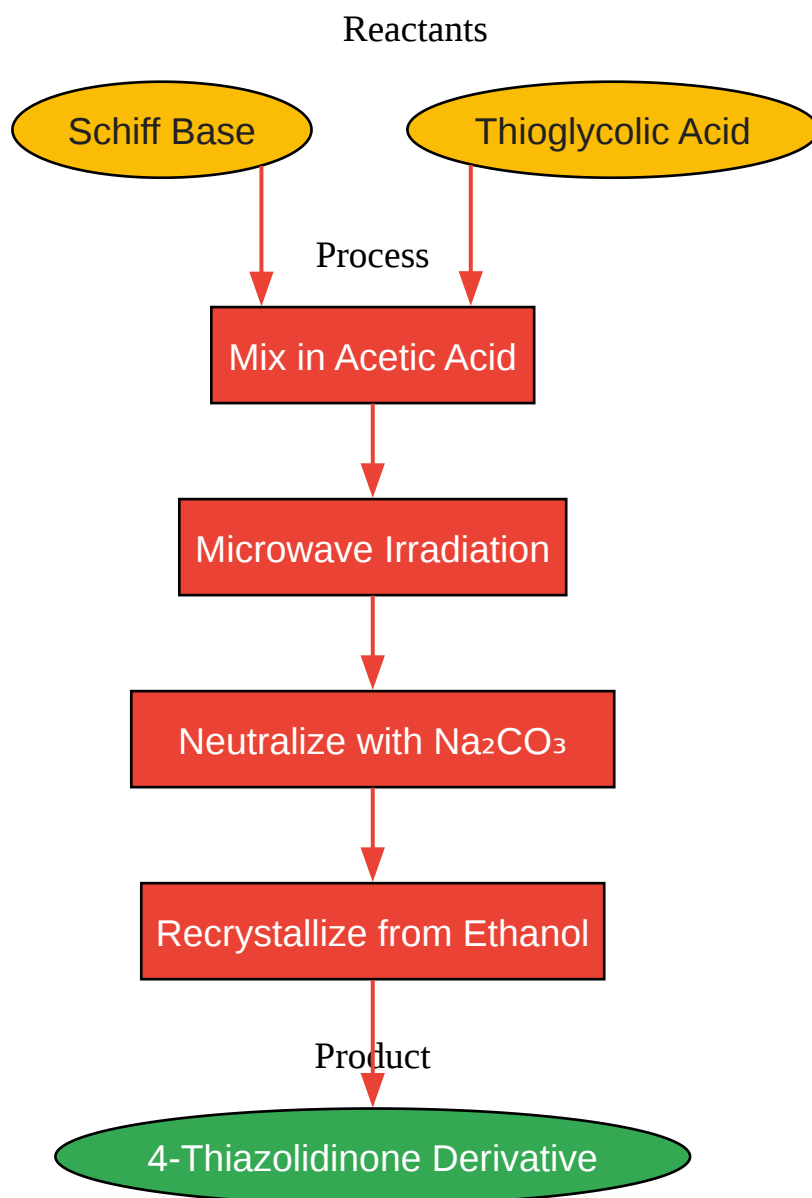 Reactants
Schiff Base
Thioglycolic Acid
Process
Mix in Acetic Acid
Microwave Irradiation
Neutralize with Na₂CO₃
Recrystallize from Ethanol
Product
4-Thiazolidinone Derivative